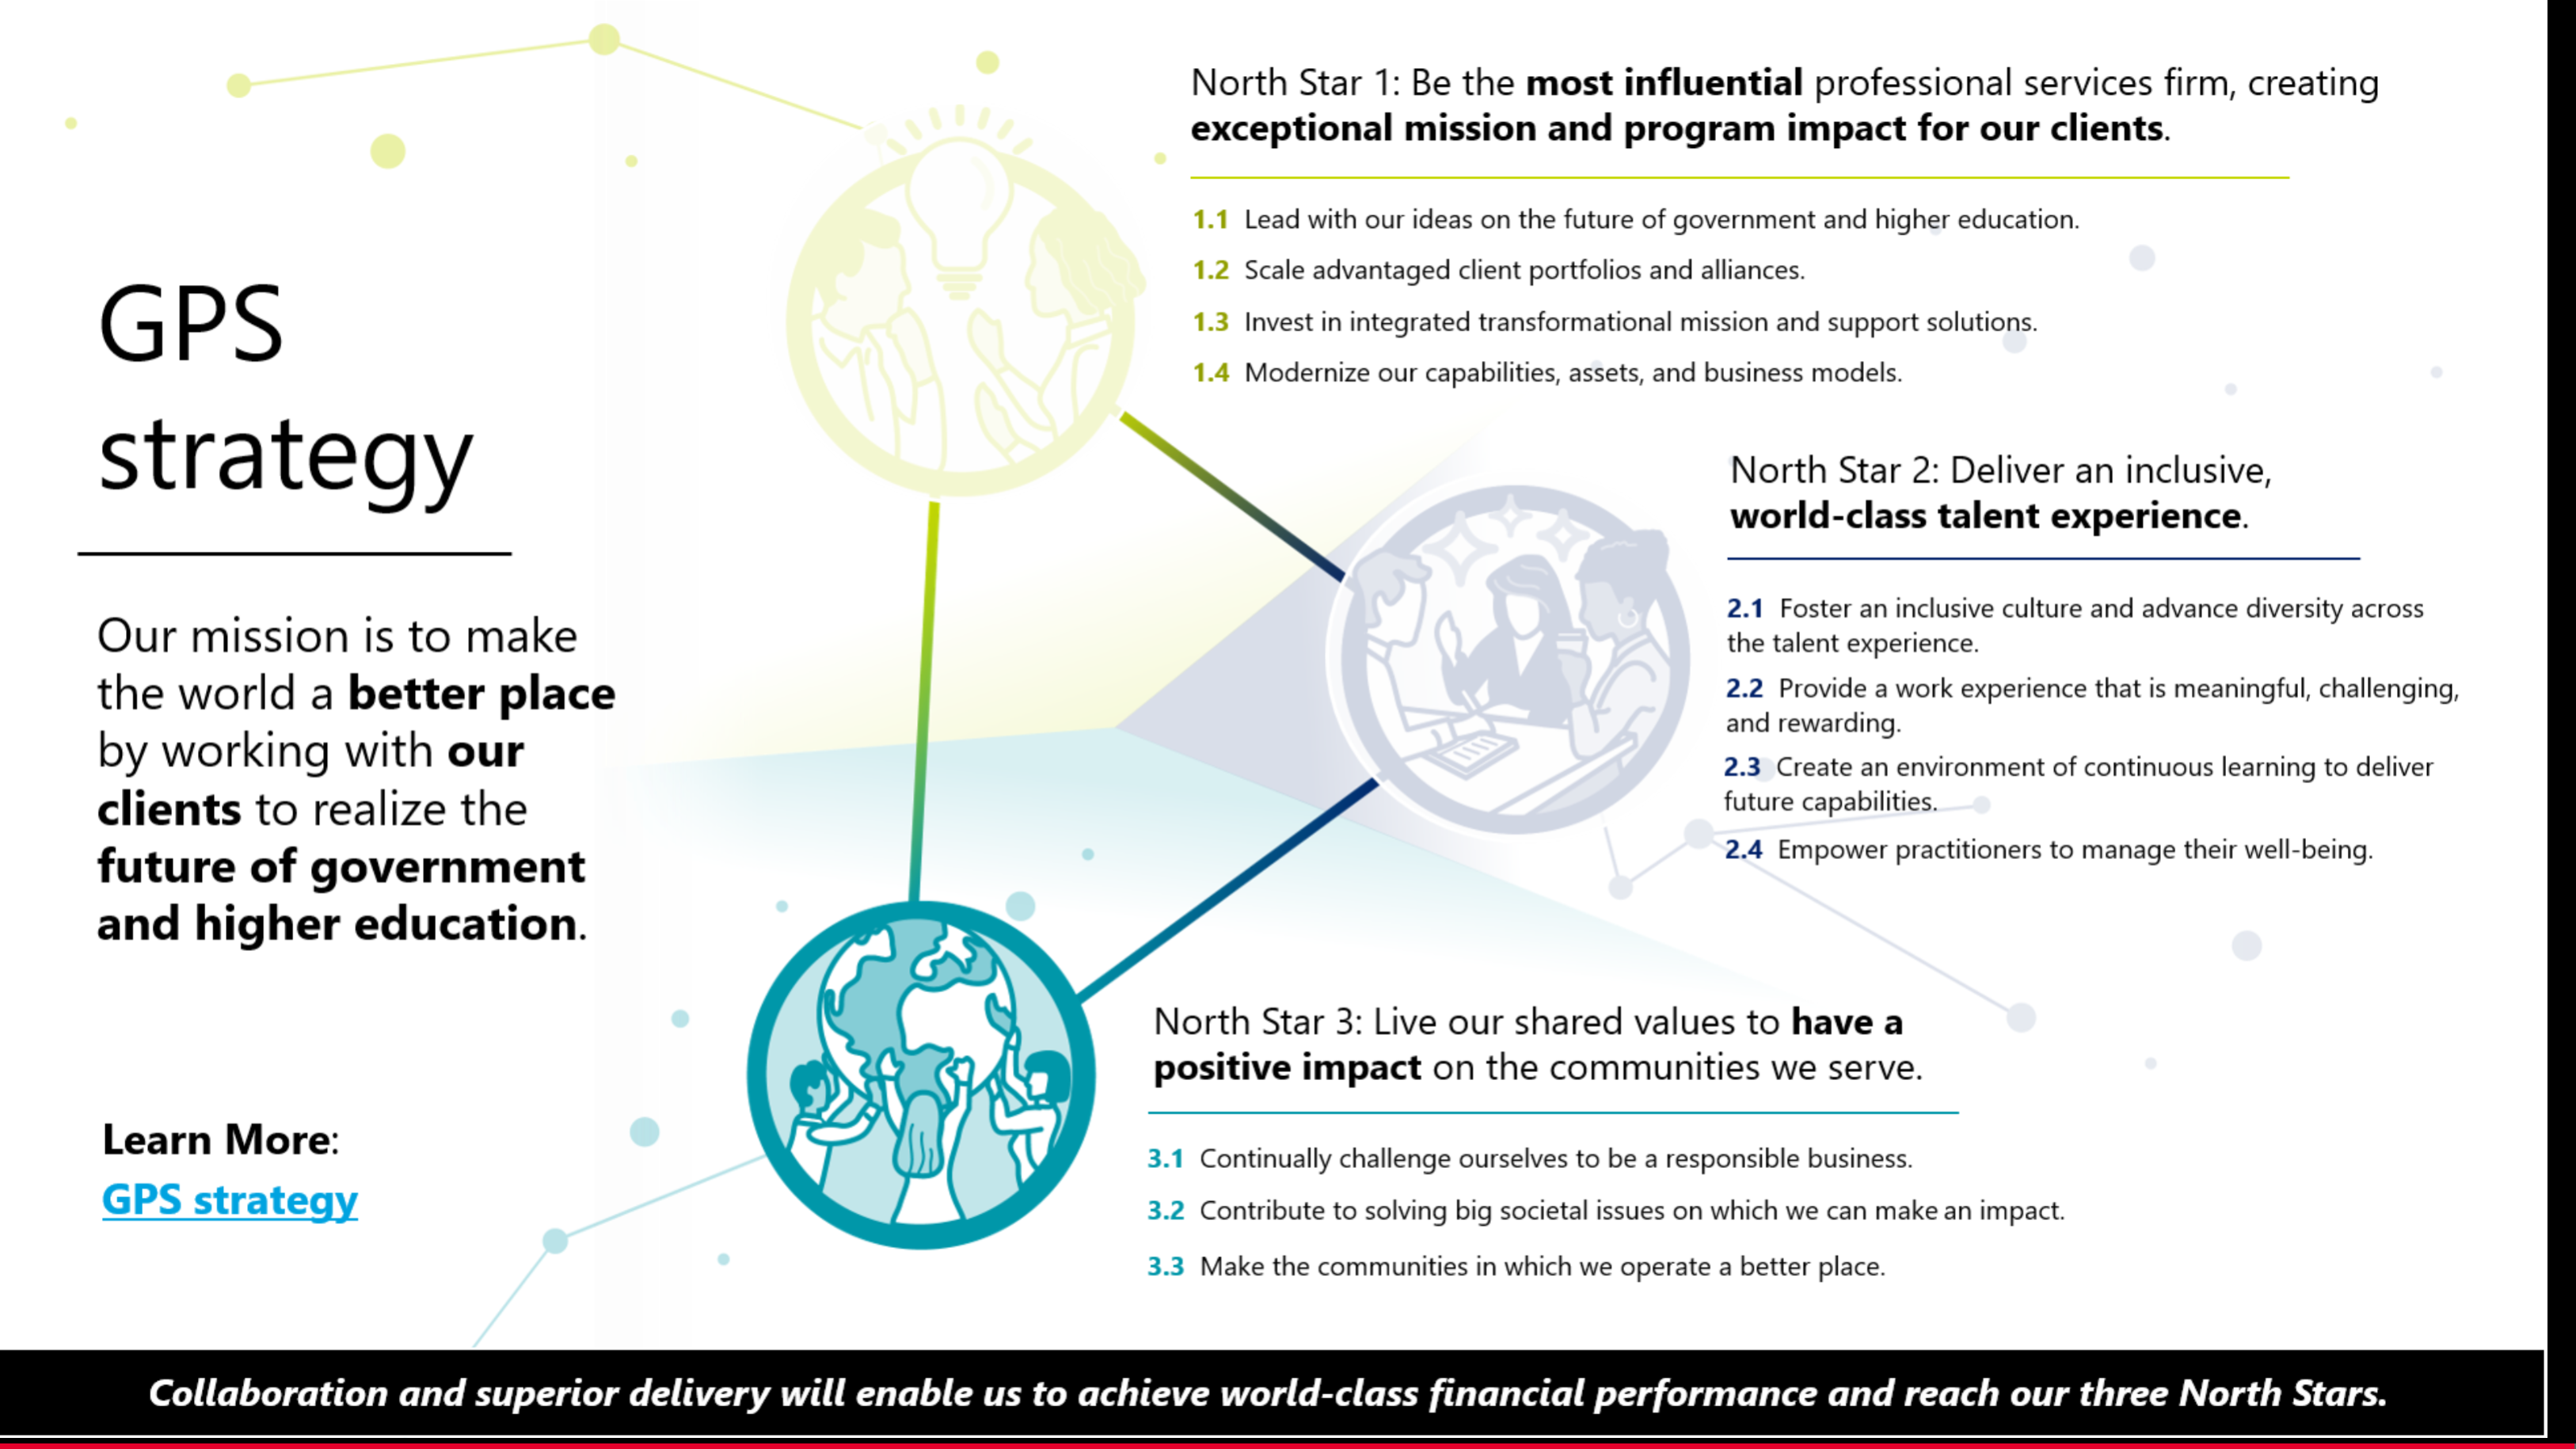 GPS
strategy
Our mission is to make
the world a better place
by working with our
clients to realize the
future of government
and higher education.
Learn More:
GPS strategy
North Star 1: Be the most influential professional services firm, creating
exceptional mission and program impact for our clients.
1.1 Lead with our ideas on the future of government and higher education.
1.2 Scale advantaged client portfolios and alliances.
1.3 Invest in integrated transformational mission and support solutions.
1.4 Modernize our capabilities, assets, and business models.
North Star 2: Deliver an inclusive,
world-class talent experience.
2.1 Foster an inclusive culture and advance diversity across
the talent experience.
2.2 Provide a work experience that is meaningful, challenging,
and rewarding.
2.3 Create an environment of continuous learning to deliver
future capabilities.
2.4 Empower practitioners to manage their well-being.
North Star 3: Live our shared values to have a
positive impact on the communities we serve.
3.1 Continually challenge ourselves to be a responsible business.
3.2 Contribute to solving big societal issues on which we can make an impact.
3.3 Make the communities in which we operate a better place.
Collaboration and superior delivery will enable us to achieve world-class financial performance and reach our three North Stars.